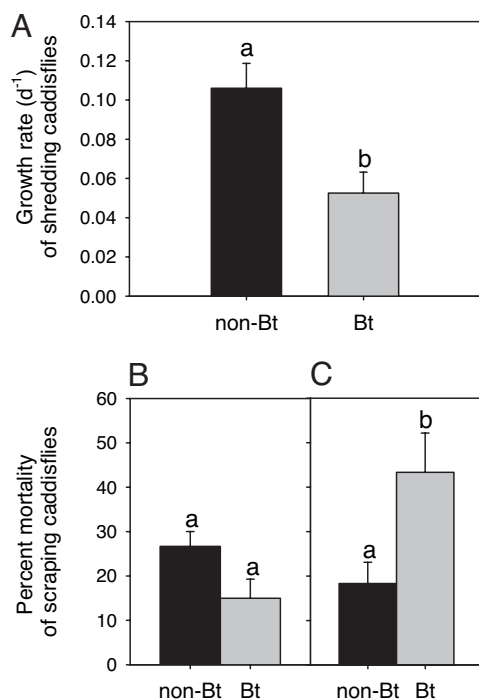 A
Growth rate (d⁻¹)
of shredding caddisflies
0.14
0.12
0.10
0.08
0.06
0.04
0.02
0.00
a
b
non-Bt Bt
B
C
Percent mortality
of scraping caddisflies
60
50
40
30
20
10
0
a
a
a
b
non-Bt Bt
non-Bt Bt